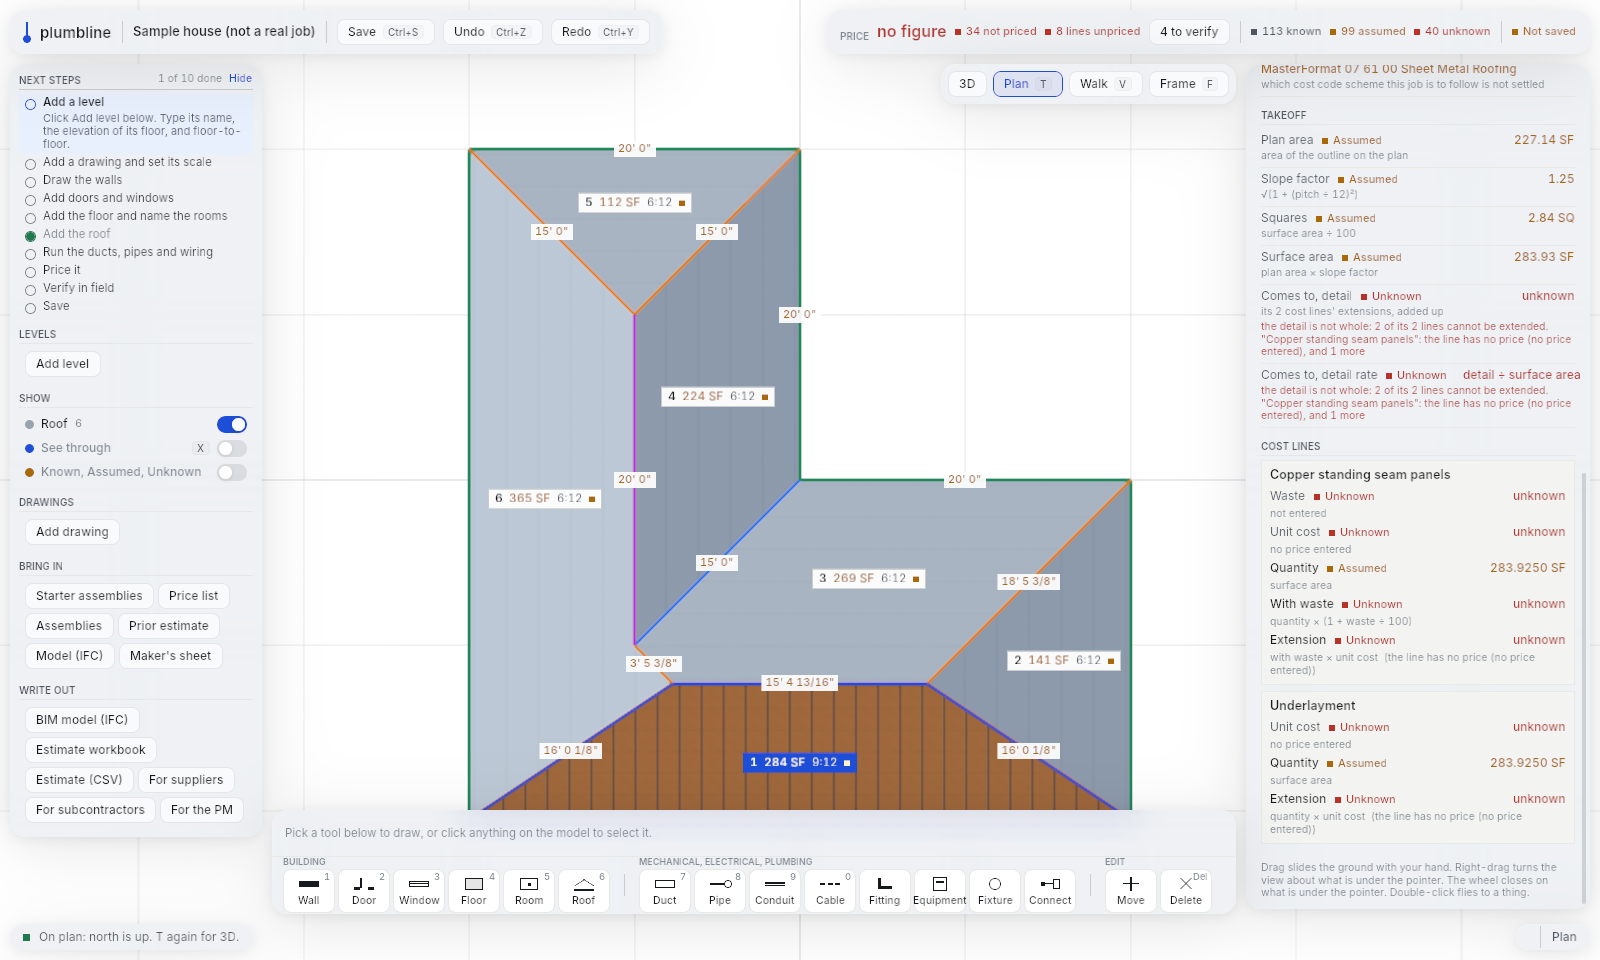 plumbline
Sample house (not a real job)
Save Ctrl+S
Undo Ctrl+Z
Redo Ctrl+Y
PRICE no figure 34 not priced 8 lines unpriced 4 to verify 113 known 99 assumed 40 unknown Not saved
NEXT STEPS 1 of 10 done Hide
Add a level
Click Add level below. Type its name,
the elevation of its floor, and floor-to-
floor.
Add a drawing and set its scale
Draw the walls
Add doors and windows
Add the floor and name the rooms
Add the roof
Run the ducts, pipes and wiring
Price it
Verify in field
Save
LEVELS
Add level
SHOW
Roof 6
See through X
Known, Assumed, Unknown
DRAWINGS
Add drawing
BRING IN
Starter assemblies Price list
Assemblies Prior estimate
Model (IFC) Maker's sheet
WRITE OUT
BIM model (IFC)
Estimate workbook
Estimate (CSV) For suppliers
For subcontractors For the PM
On plan: north is up. T again for 3D.
3D Plan T Walk V Frame F
20' 0"
5 112 SF 6:12
15' 0" 15' 0"
20' 0"
4 224 SF 6:12
20' 0" 20' 0"
6 365 SF 6:12
15' 0"
3 269 SF 6:12 18' 5 3/8"
3' 5 3/8" 2 141 SF 6:12
15' 4 13/16"
16' 0 1/8" 16' 0 1/8"
1 284 SF 9:12
Pick a tool below to draw, or click anything on the model to select it.
BUILDING
1 Wall
2 Door
3 Window
4 Floor
5 Room
6 Roof
MECHANICAL, ELECTRICAL, PLUMBING
7 Duct
8 Pipe
9 Conduit
0 Cable
Fitting
Equipment
Fixture
Connect
EDIT
Move
Del Delete
MasterFormat 07 61 00 Sheet Metal Roofing
which cost code scheme this job is to follow is not settled
TAKEOFF
Plan area Assumed 227.14 SF
area of the outline on the plan
Slope factor Assumed 1.25
√(1 + (pitch ÷ 12)²)
Squares Assumed 2.84 SQ
surface area ÷ 100
Surface area Assumed 283.93 SF
plan area × slope factor
Comes to, detail Unknown unknown
its 2 cost lines' extensions, added up
the detail is not whole: 2 of its 2 lines cannot be extended.
"Copper standing seam panels": the line has no price (no price
entered), and 1 more
Comes to, detail rate Unknown detail ÷ surface area
the detail is not whole: 2 of its 2 lines cannot be extended.
"Copper standing seam panels": the line has no price (no price
entered), and 1 more
COST LINES
Copper standing seam panels
Waste Unknown unknown
not entered
Unit cost Unknown unknown
no price entered
Quantity Assumed 283.9250 SF
surface area
With waste Unknown unknown
quantity × (1 + waste ÷ 100)
Extension Unknown unknown
with waste × unit cost (the line has no price (no price
entered))
Underlayment
Unit cost Unknown unknown
no price entered
Quantity Assumed 283.9250 SF
surface area
Extension Unknown unknown
quantity × unit cost (the line has no price (no price
entered))
Drag slides the ground with your hand. Right-drag turns the
view about what is under the pointer. The wheel closes on
what is under the pointer. Double-click flies to a thing.
Plan